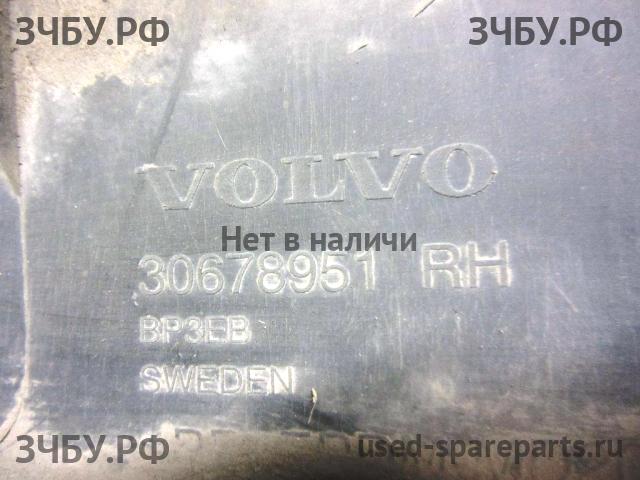 ЗЧБУ.РФ ЗЧБУ.РФ
VOLVO
Нет в наличи
30678951 RH
BP3EB
SWEDEN
ЗЧБУ.РФ used-spareparts.ru